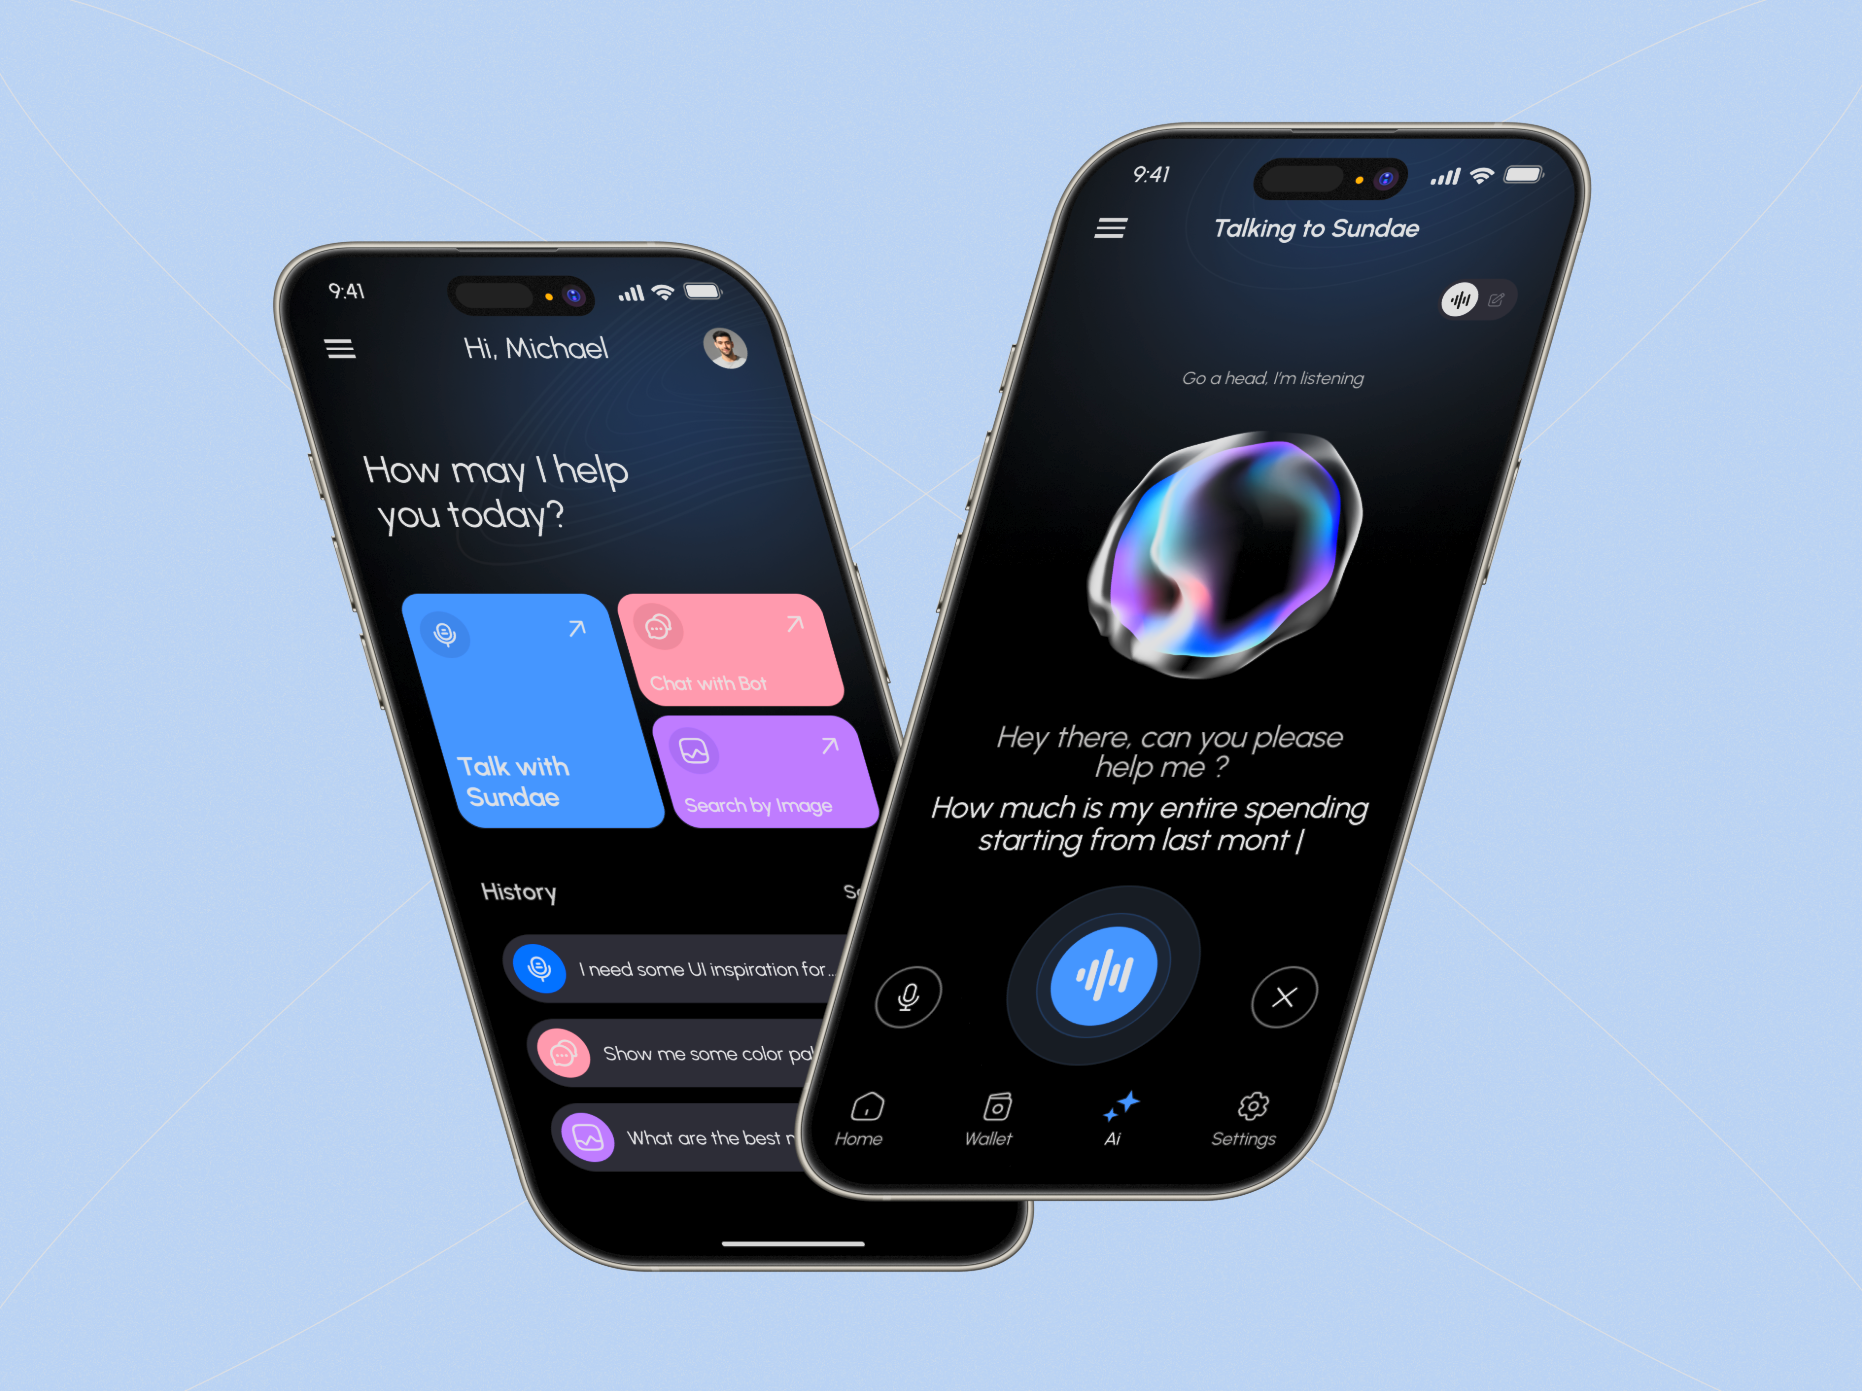 9:41
Hi, Michael
How may I help
you today?
Talk with
Sundae
Chat with Bot
Search by Image
History
I need some UI inspiration for...
Show me some color
What are the best
9:41
Talking to Sundae
Go a head, I'm listening
Hey there, can you please
help me ?
How much is my entire spending
starting from last mont |
Home
Wallet
Ai
Settings